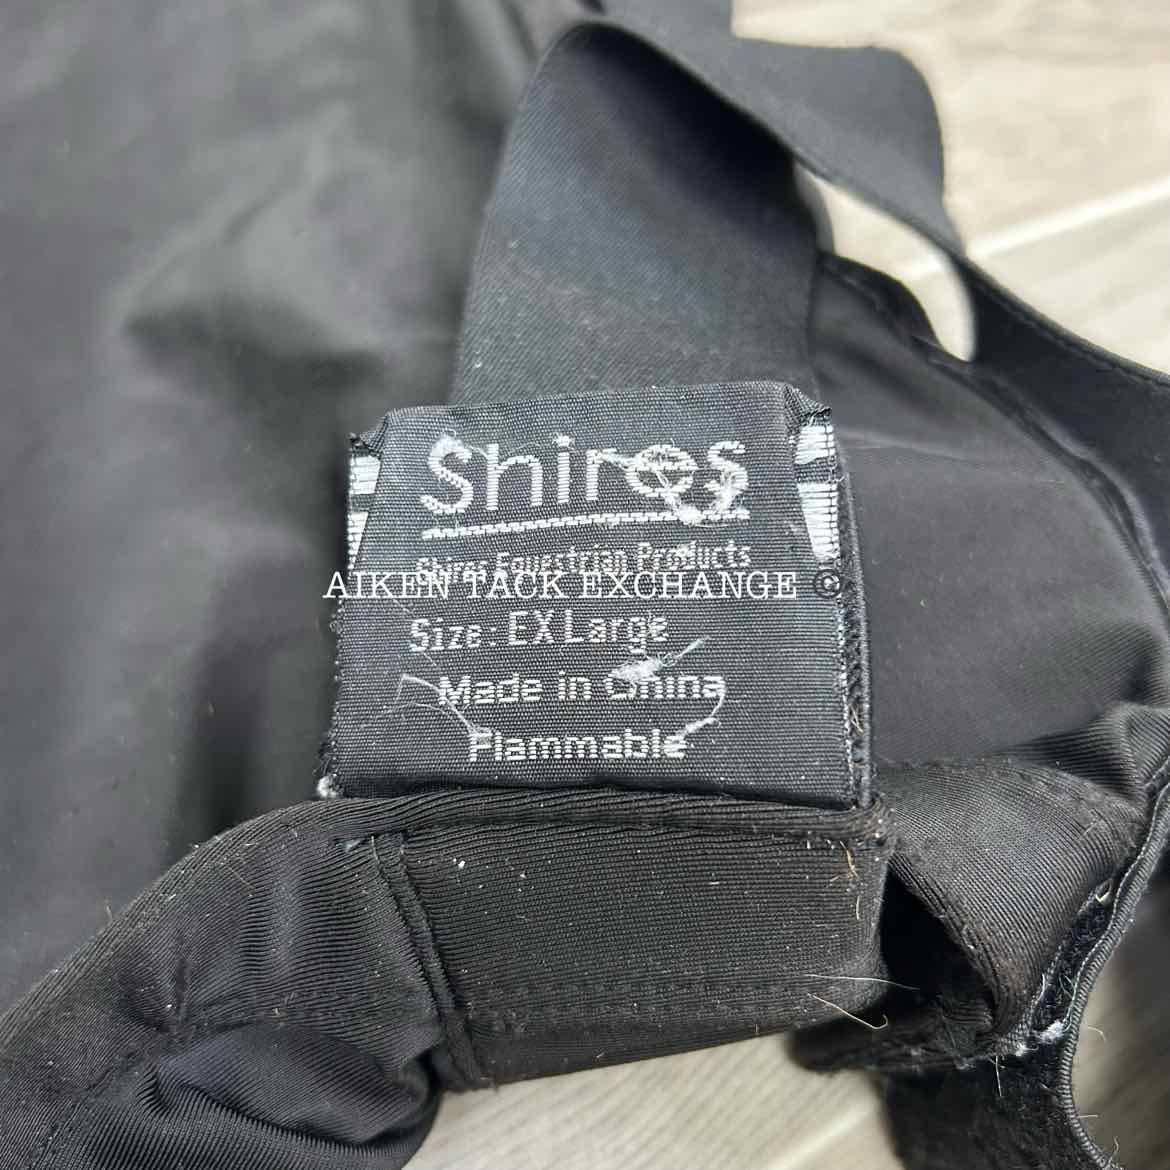 Shires
Shires Equestrian Products
AIKEN TACK EXCHANGE ©
Size: EX Large
Made in China
Flammable